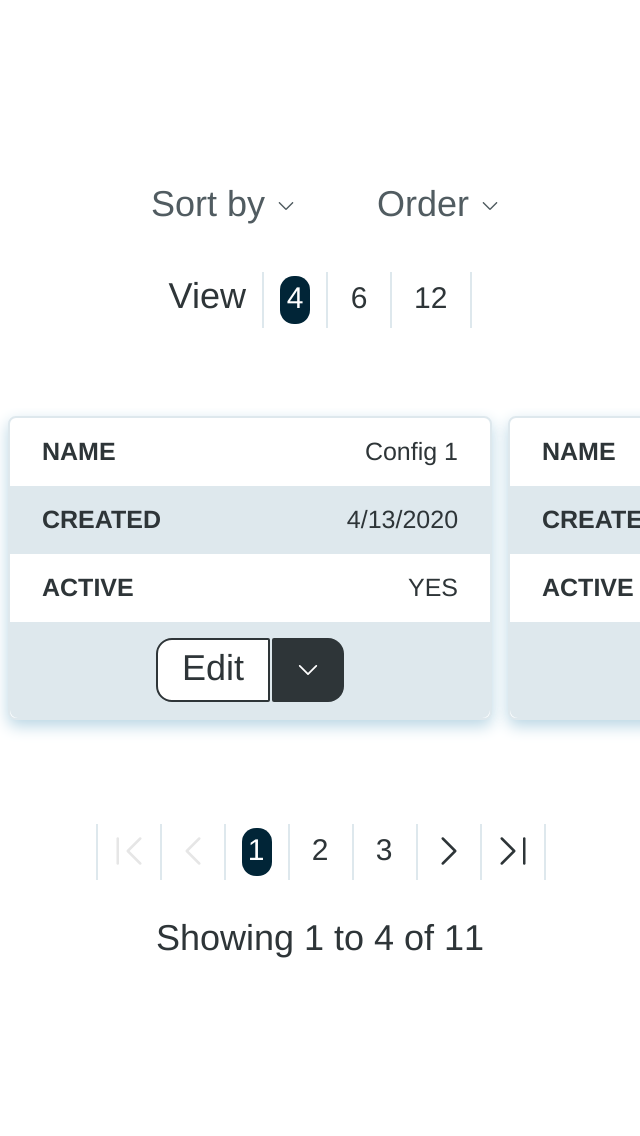 Sort by Order
View 4 6 12
NAME Config 1 NAME
CREATED 4/13/2020 CREATE
ACTIVE YES ACTIVE
Edit
1 2 3
Showing 1 to 4 of 11